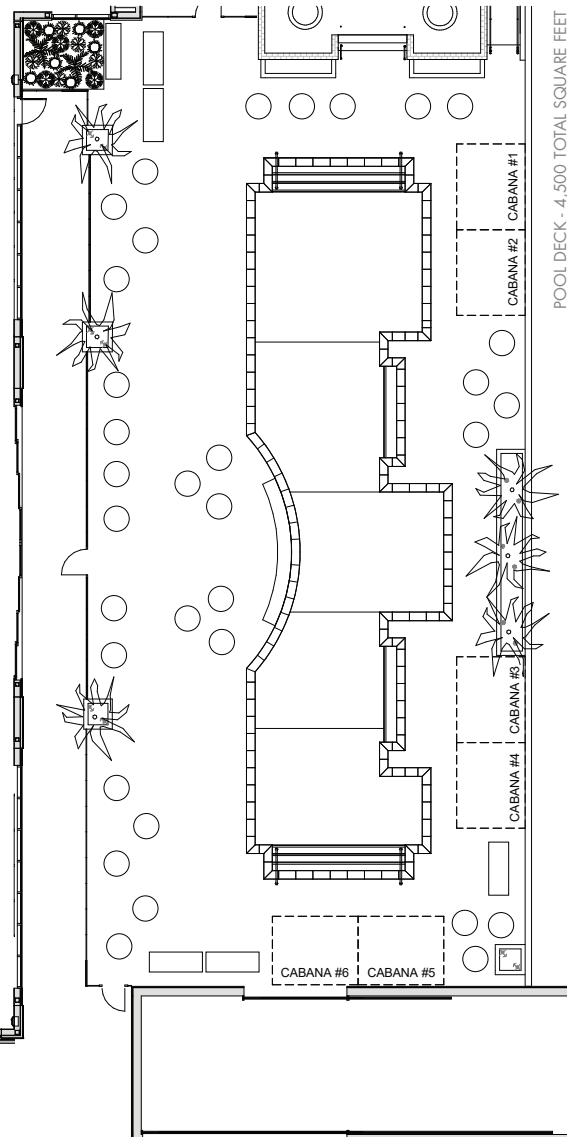 POOL DECK - 4,500 TOTAL SQUARE FEET
CABANA #1
CABANA #2
CABANA #3
CABANA #4
CABANA #6
CABANA #5